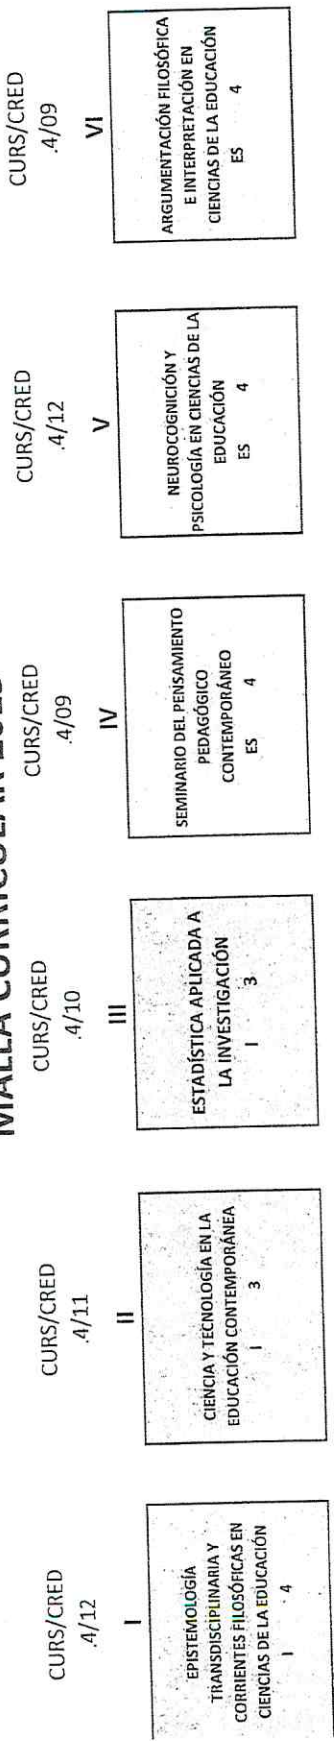 CURS/CRED
.4/12
I
EPISTEMOLOGÍA
TRANSDISCIPLINARIA Y
CORRIENTES FILOSÓFICAS EN
CIENCIAS DE LA EDUCACIÓN
I 4
CURS/CRED
.4/11
II
CIENCIA Y TECNOLOGÍA EN LA
EDUCACIÓN CONTEMPORÁNEA
I 3
CURS/CRED
.4/10
III
ESTADÍSTICA APLICADA A
LA INVESTIGACIÓN
I 3
CURS/CRED
.4/09
IV
SEMINARIO DEL PENSAMIENTO
PEDAGÓGICO
CONTEMPORÁNEO
ES 4
CURS/CRED
.4/12
V
NEUROCOGNICIÓN Y
PSICOLOGÍA EN CIENCIAS DE LA
EDUCACIÓN
ES 4
CURS/CRED
.4/09
VI
ARGUMENTACIÓN FILOSÓFICA
E INTERPRETACIÓN EN
CIENCIAS DE LA EDUCACIÓN
ES 4